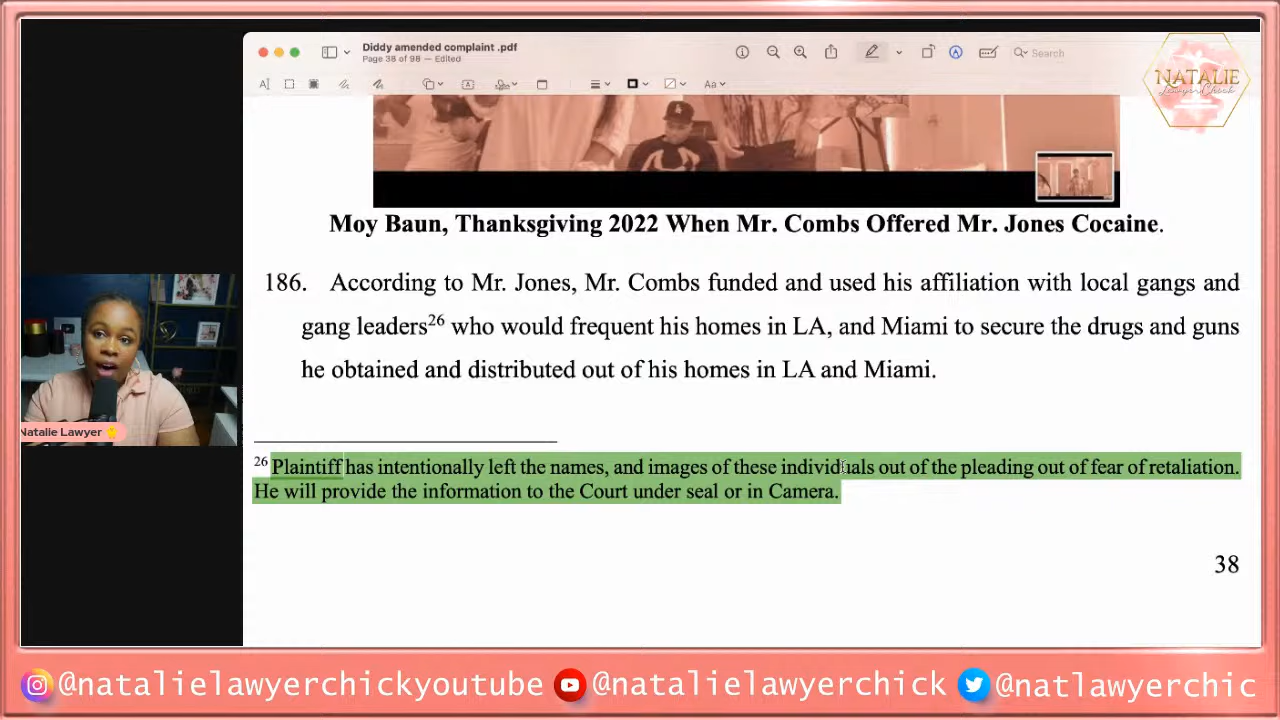 Diddy amended complaint .pdf
Page 38 of 98 — Edited
Search
NATALIE
LawyerChick
Moy Baun, Thanksgiving 2022 When Mr. Combs Offered Mr. Jones Cocaine.
186. According to Mr. Jones, Mr. Combs funded and used his affiliation with local gangs and
gang leaders26 who would frequent his homes in LA, and Miami to secure the drugs and guns
he obtained and distributed out of his homes in LA and Miami.
Natalie Lawyer
26 Plaintiff has intentionally left the names, and images of these individuals out of the pleading out of fear of retaliation.
He will provide the information to the Court under seal or in Camera.
38
@natalielawyerchickyoutube @natalielawyerchick @natlawyerchic